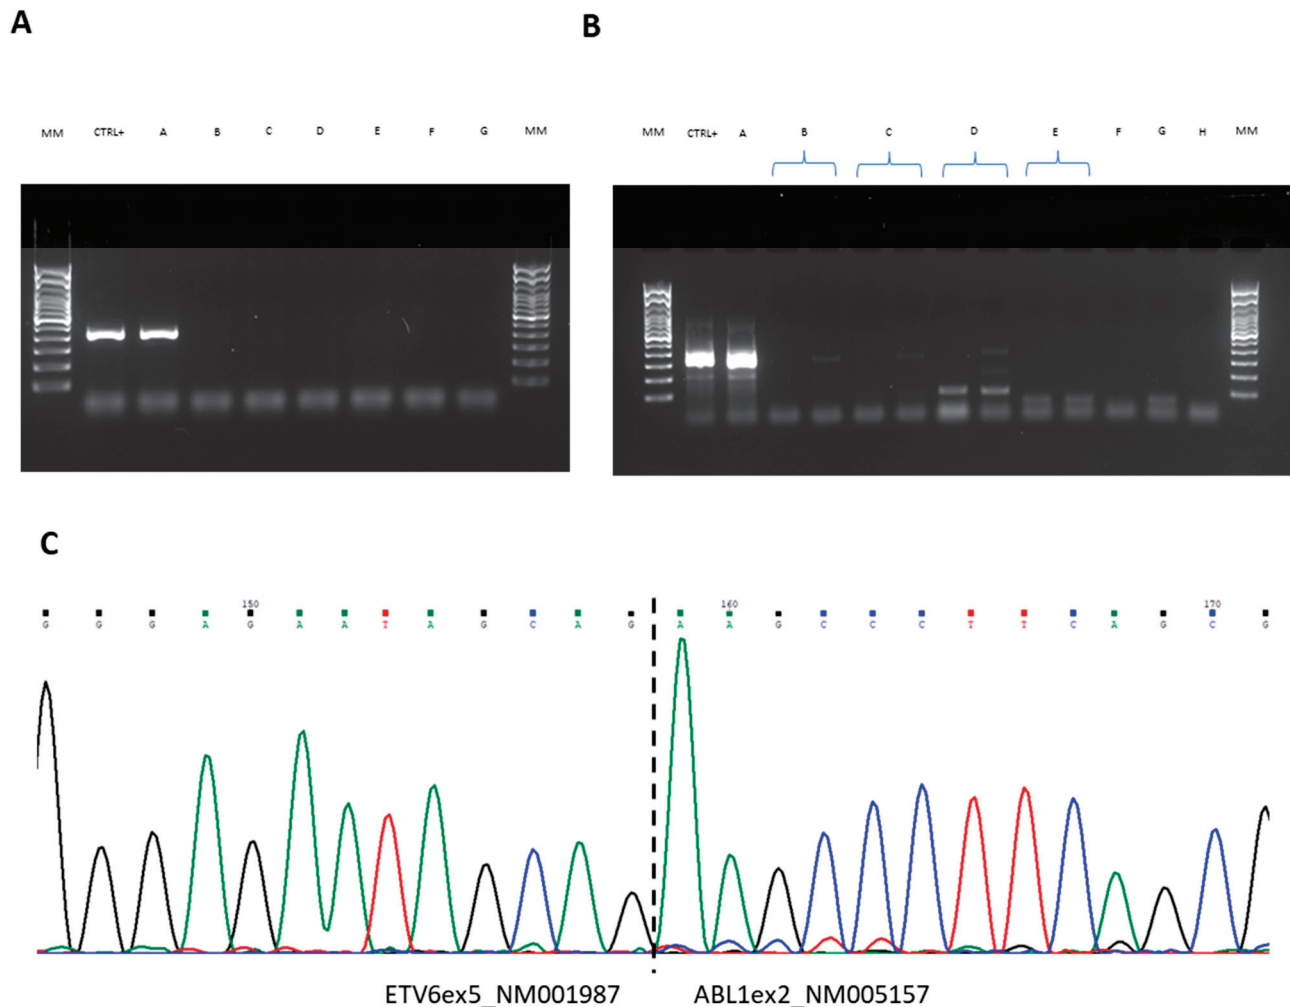 A
B
MM CTRL+ A B C D E F G MM
MM CTRL+ A B C D E F G H MM
C
150 160 170
G G G A G A A T A G C A G A A G C C C T T C A G C G
ETV6ex5_NM001987 ABL1ex2_NM005157